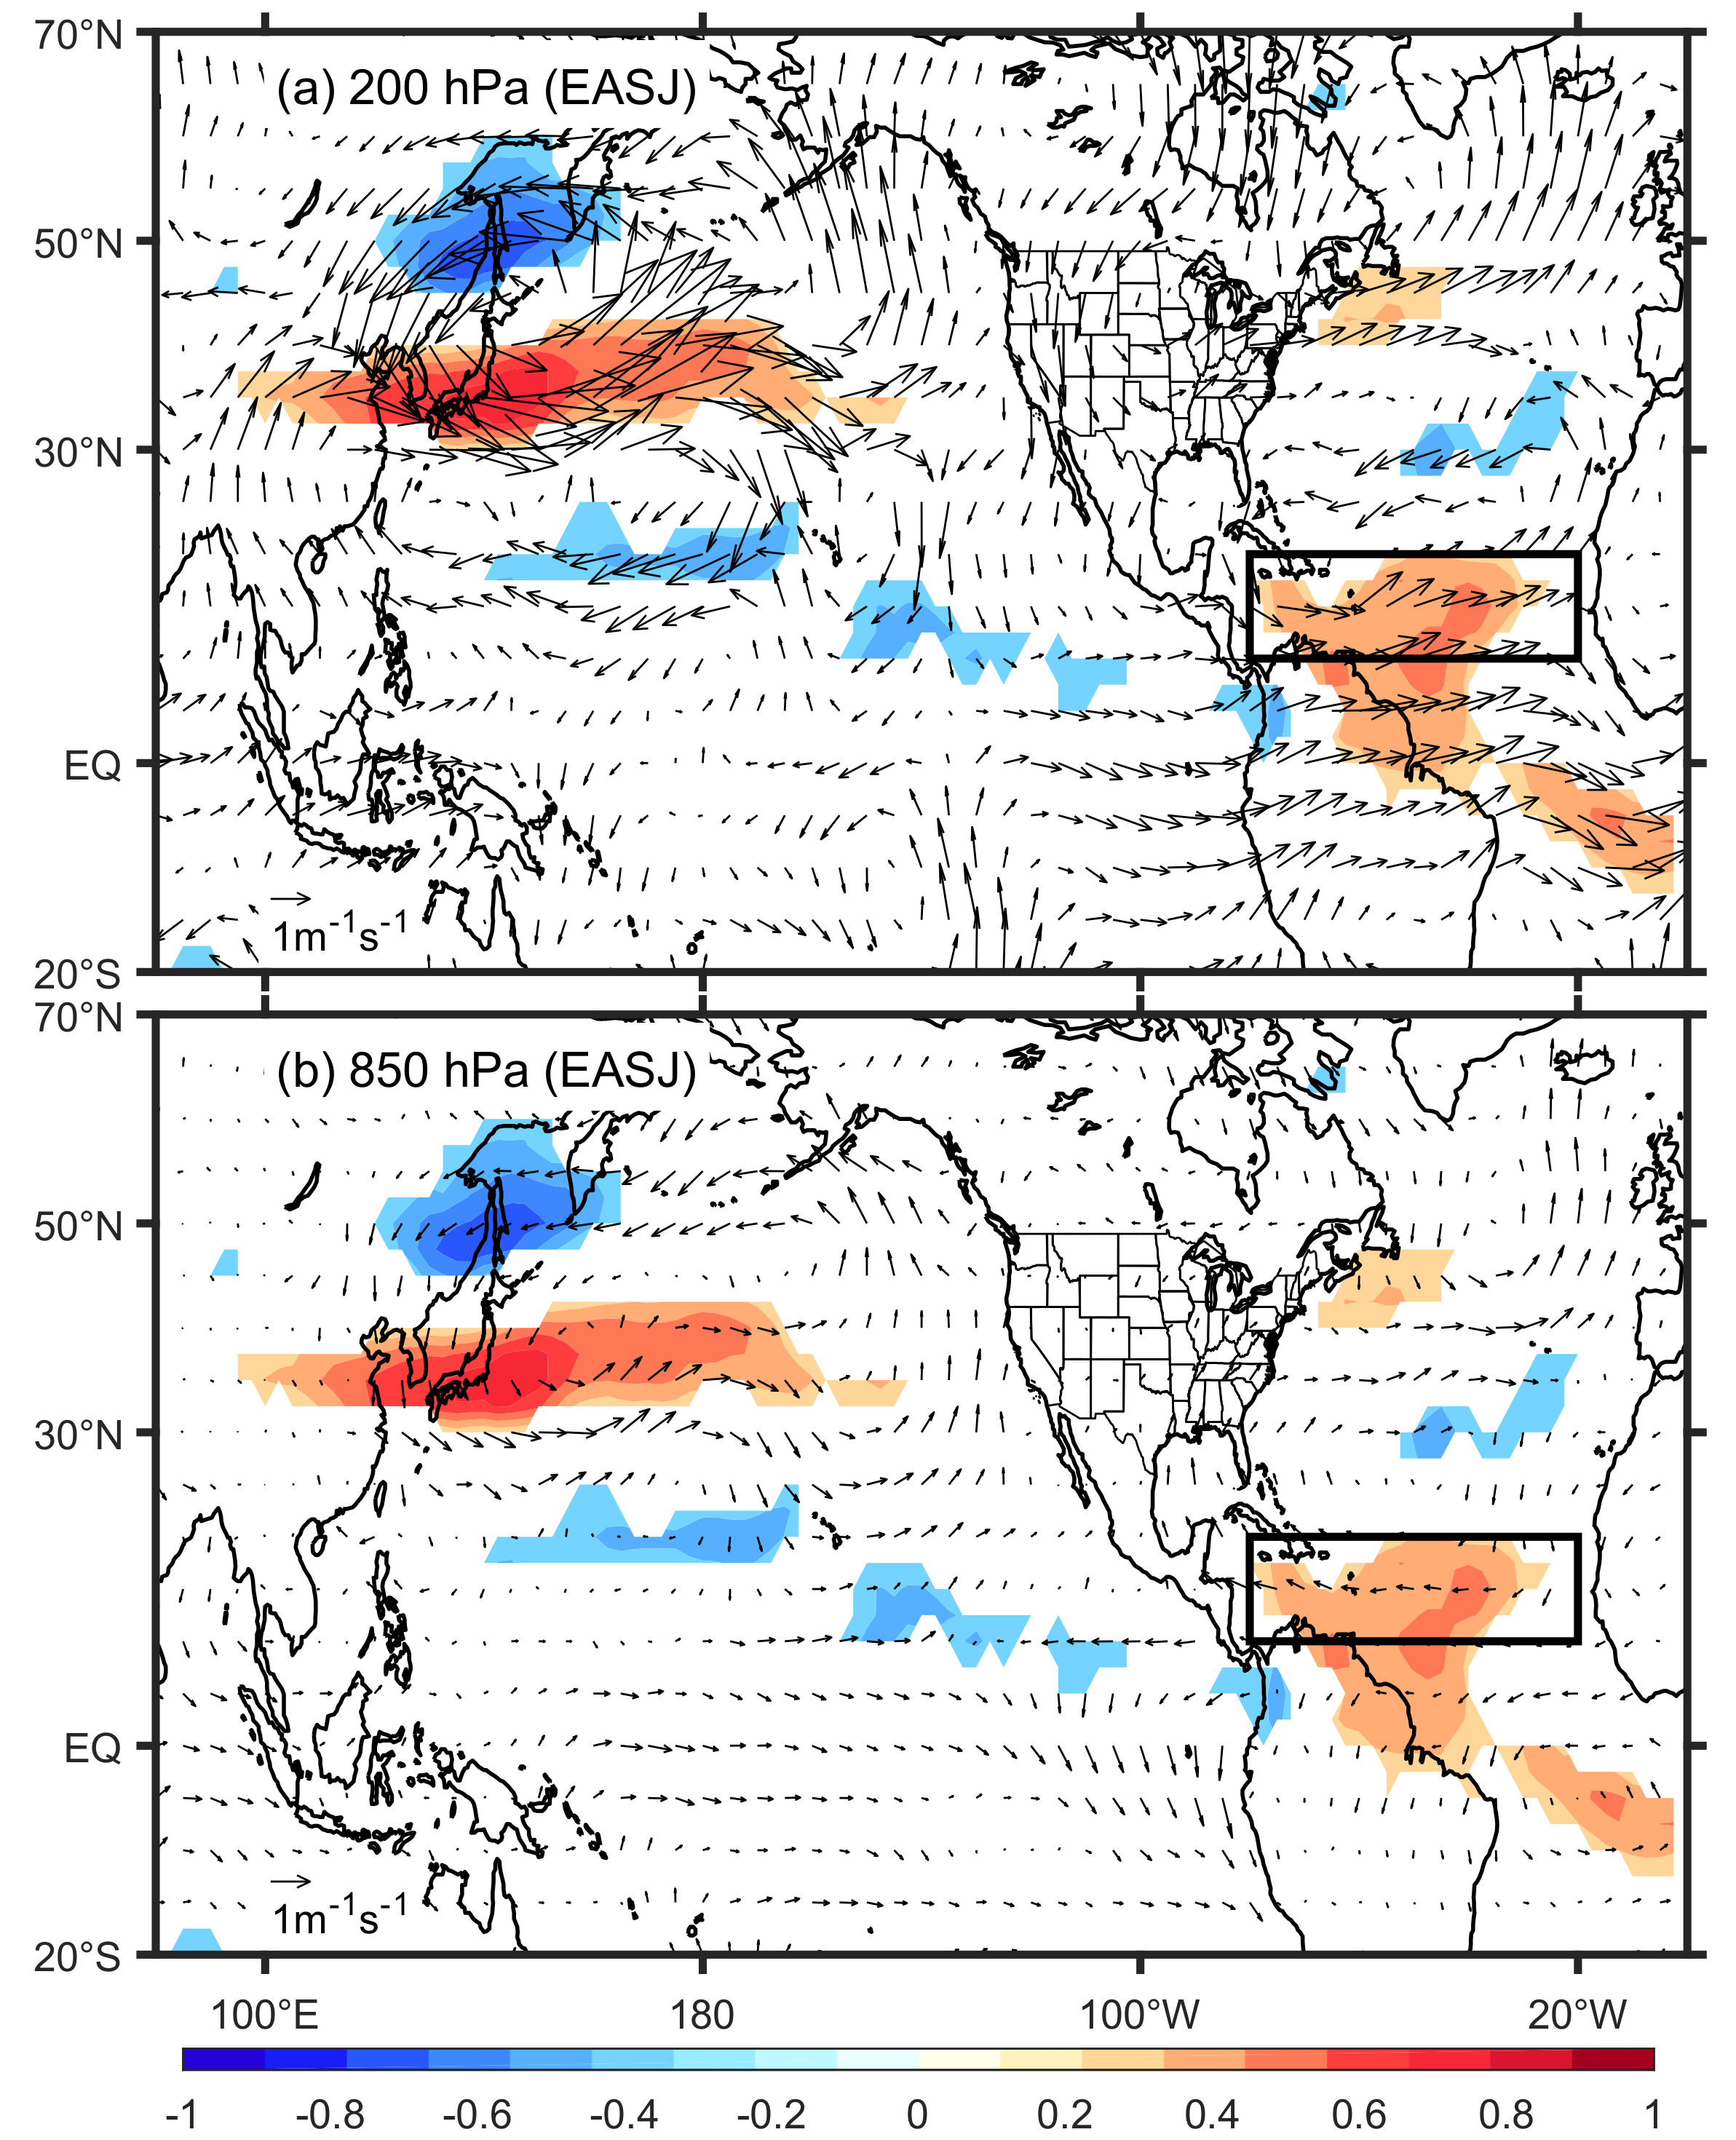 70°N
(a) 200 hPa (EASJ)
50°N
30°N
EQ
1m⁻¹s⁻¹
20°S
70°N
(b) 850 hPa (EASJ)
50°N
30°N
EQ
1m⁻¹s⁻¹
20°S
100°E 180 100°W 20°W
-1 -0.8 -0.6 -0.4 -0.2 0 0.2 0.4 0.6 0.8 1